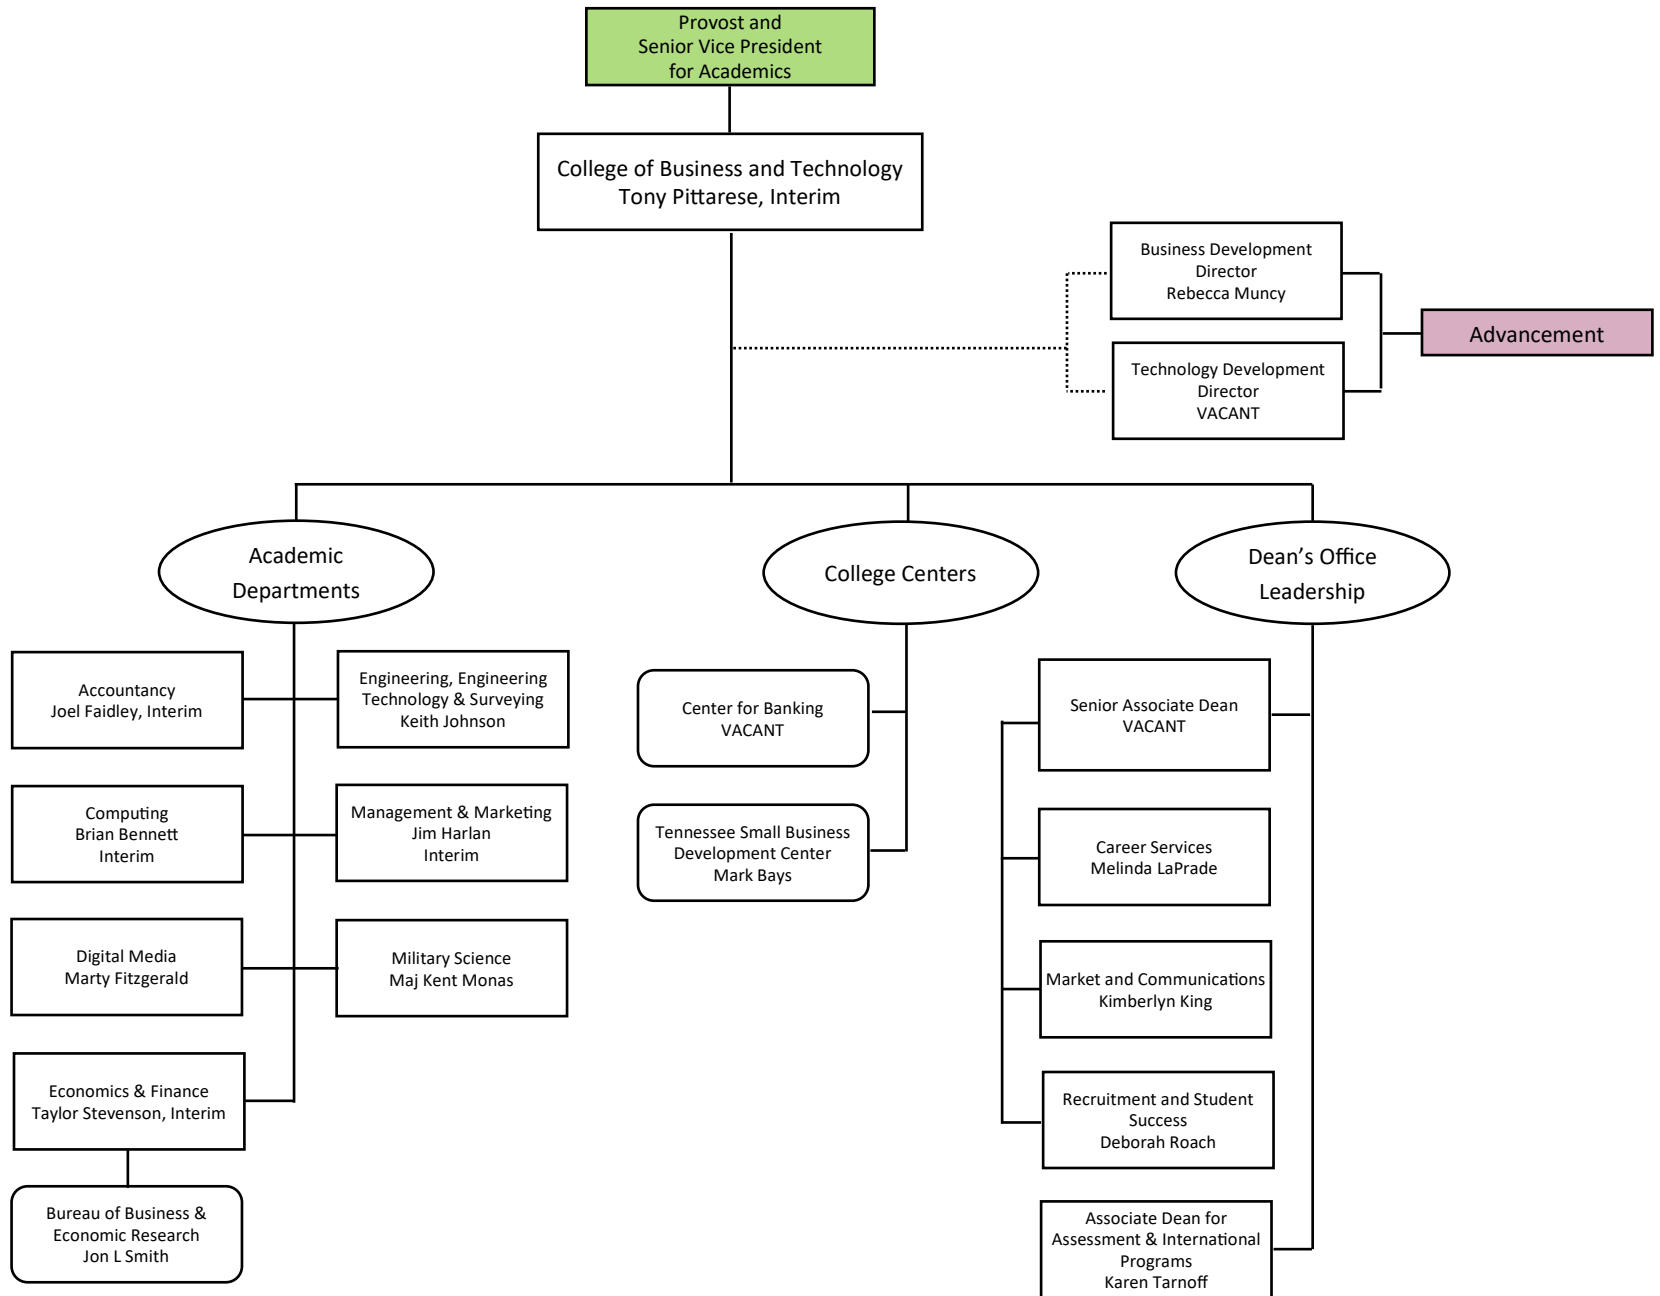 Provost and
Senior Vice President
for Academics
College of Business and Technology
Tony Pittarese, Interim
Business Development
Director
Rebecca Muncy
Advancement
Technology Development
Director
VACANT
Academic
Departments
College Centers
Dean’s Office
Leadership
Accountancy
Joel Faidley, Interim
Engineering, Engineering
Technology & Surveying
Keith Johnson
Computing
Brian Bennett
Interim
Management & Marketing
Jim Harlan
Interim
Digital Media
Marty Fitzgerald
Military Science
Maj Kent Monas
Economics & Finance
Taylor Stevenson, Interim
Bureau of Business &
Economic Research
Jon L Smith
Center for Banking
VACANT
Tennessee Small Business
Development Center
Mark Bays
Senior Associate Dean
VACANT
Career Services
Melinda LaPrade
Market and Communications
Kimberlyn King
Recruitment and Student
Success
Deborah Roach
Associate Dean for
Assessment & International
Programs
Karen Tarnoff